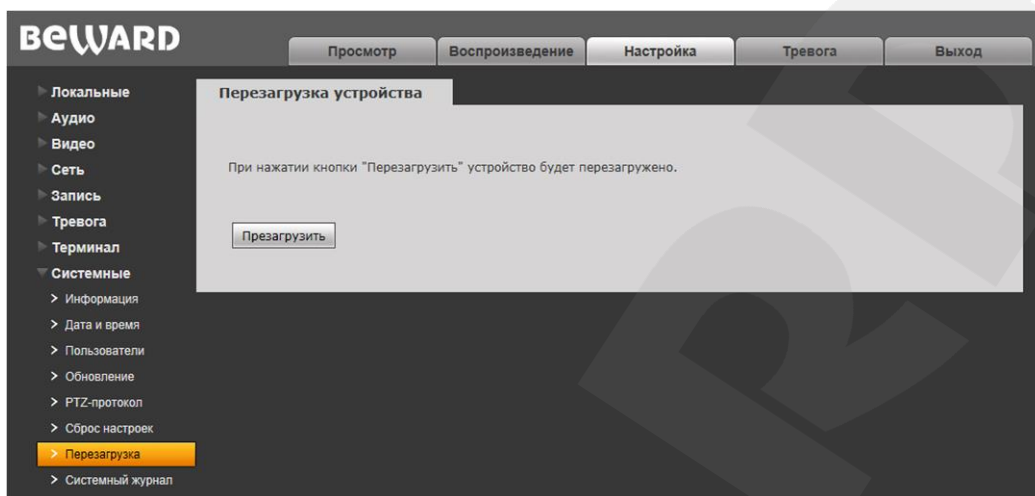 BEWARD
Просмотр
Воспроизведение
Настройка
Тревога
Выход
Локальные
Аудио
Видео
Сеть
Запись
Тревога
Терминал
Системные
Информация
Дата и время
Пользователи
Обновление
PTZ-протокол
Сброс настроек
Перезагрузка
Системный журнал
Перезагрузка устройства
При нажатии кнопки "Перезагрузить" устройство будет перезагружено.
Презагрузить